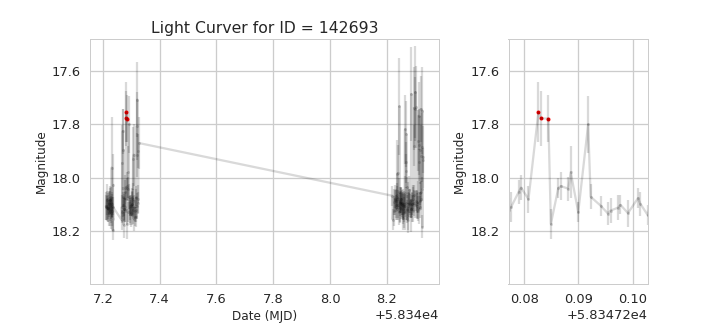 Light Curver for ID = 142693
Magnitude
17.6
17.8
18.0
18.2
7.2 7.4 7.6 7.8 8.0 8.2
Date (MJD)
+5.834e4
Magnitude
17.6
17.8
18.0
18.2
0.08 0.09 0.10
+5.83472e4